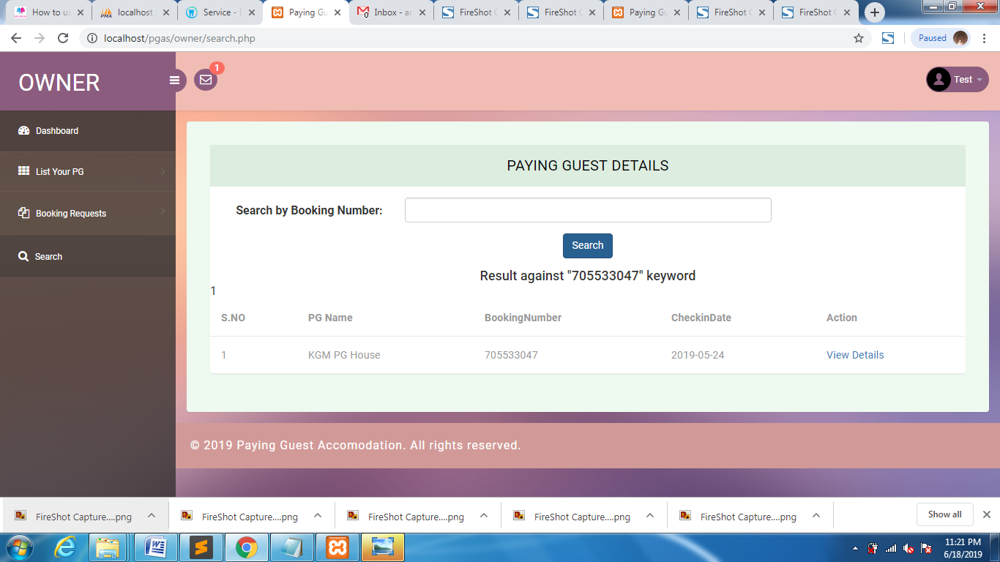 How to us
localhost
Service -
Paying Gu
Inbox - an
FireShot C
FireShot C
Paying Gu
FireShot C
FireShot C
localhost/pgas/owner/search.php
Paused
OWNER
1
Test
Dashboard
List Your PG
Booking Requests
Search
PAYING GUEST DETAILS
Search by Booking Number:
Search
Result against "705533047" keyword
1
S.NO PG Name BookingNumber CheckinDate Action
1 KGM PG House 705533047 2019-05-24 View Details
© 2019 Paying Guest Accomodation. All rights reserved.
FireShot Capture....png
FireShot Capture....png
FireShot Capture....png
FireShot Capture....png
FireShot Capture....png
Show all
11:21 PM
6/18/2019